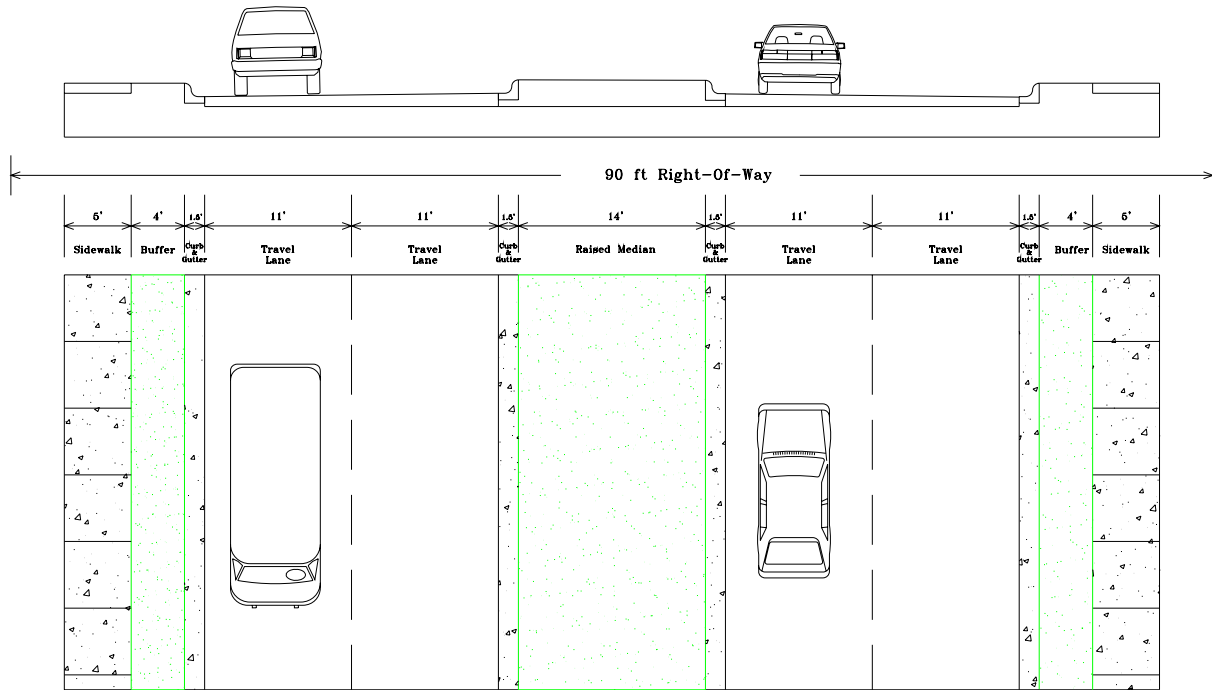 90 ft Right-Of-Way
5' 4' 1.5' 11' 11' 1.5' 14' 1.5' 11' 11' 1.5' 4' 5'
Sidewalk Buffer Curb & Gutter Travel Lane Travel Lane Curb & Gutter Raised Median Curb & Gutter Travel Lane Travel Lane Curb & Gutter Buffer Sidewalk